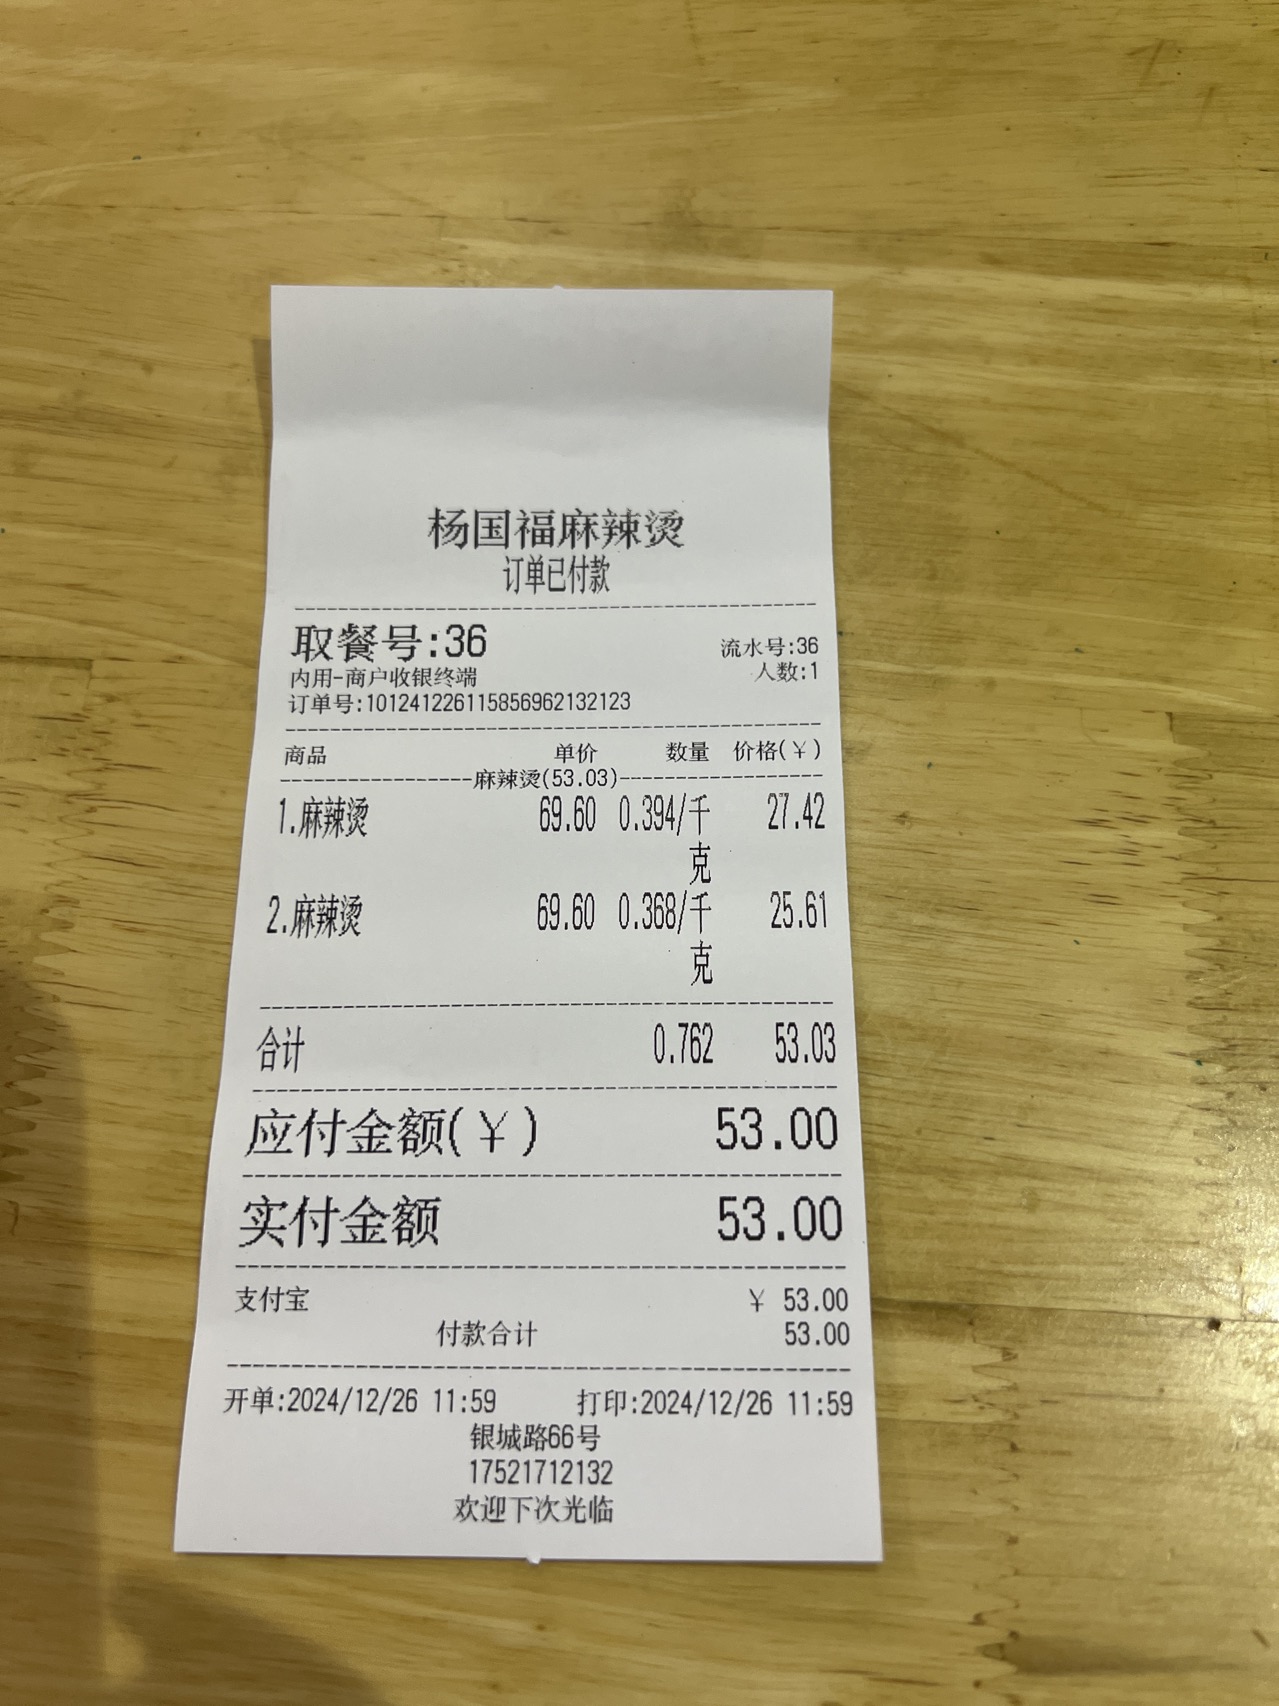 杨国福麻辣烫
订单已付款
取餐号:36 流水号:36
内用-商户收银终端 人数:1
订单号:101241226115856962132123
商品 单价 数量 价格(¥)
麻辣烫(53.03)
1.麻辣烫 69.60 0.394/千克 27.42
2.麻辣烫 69.60 0.368/千克 25.61
合计 0.762 53.03
应付金额(¥) 53.00
实付金额 53.00
支付宝 ¥ 53.00
付款合计 53.00
开单:2024/12/26 11:59 打印:2024/12/26 11:59
银城路66号
17521712132
欢迎下次光临